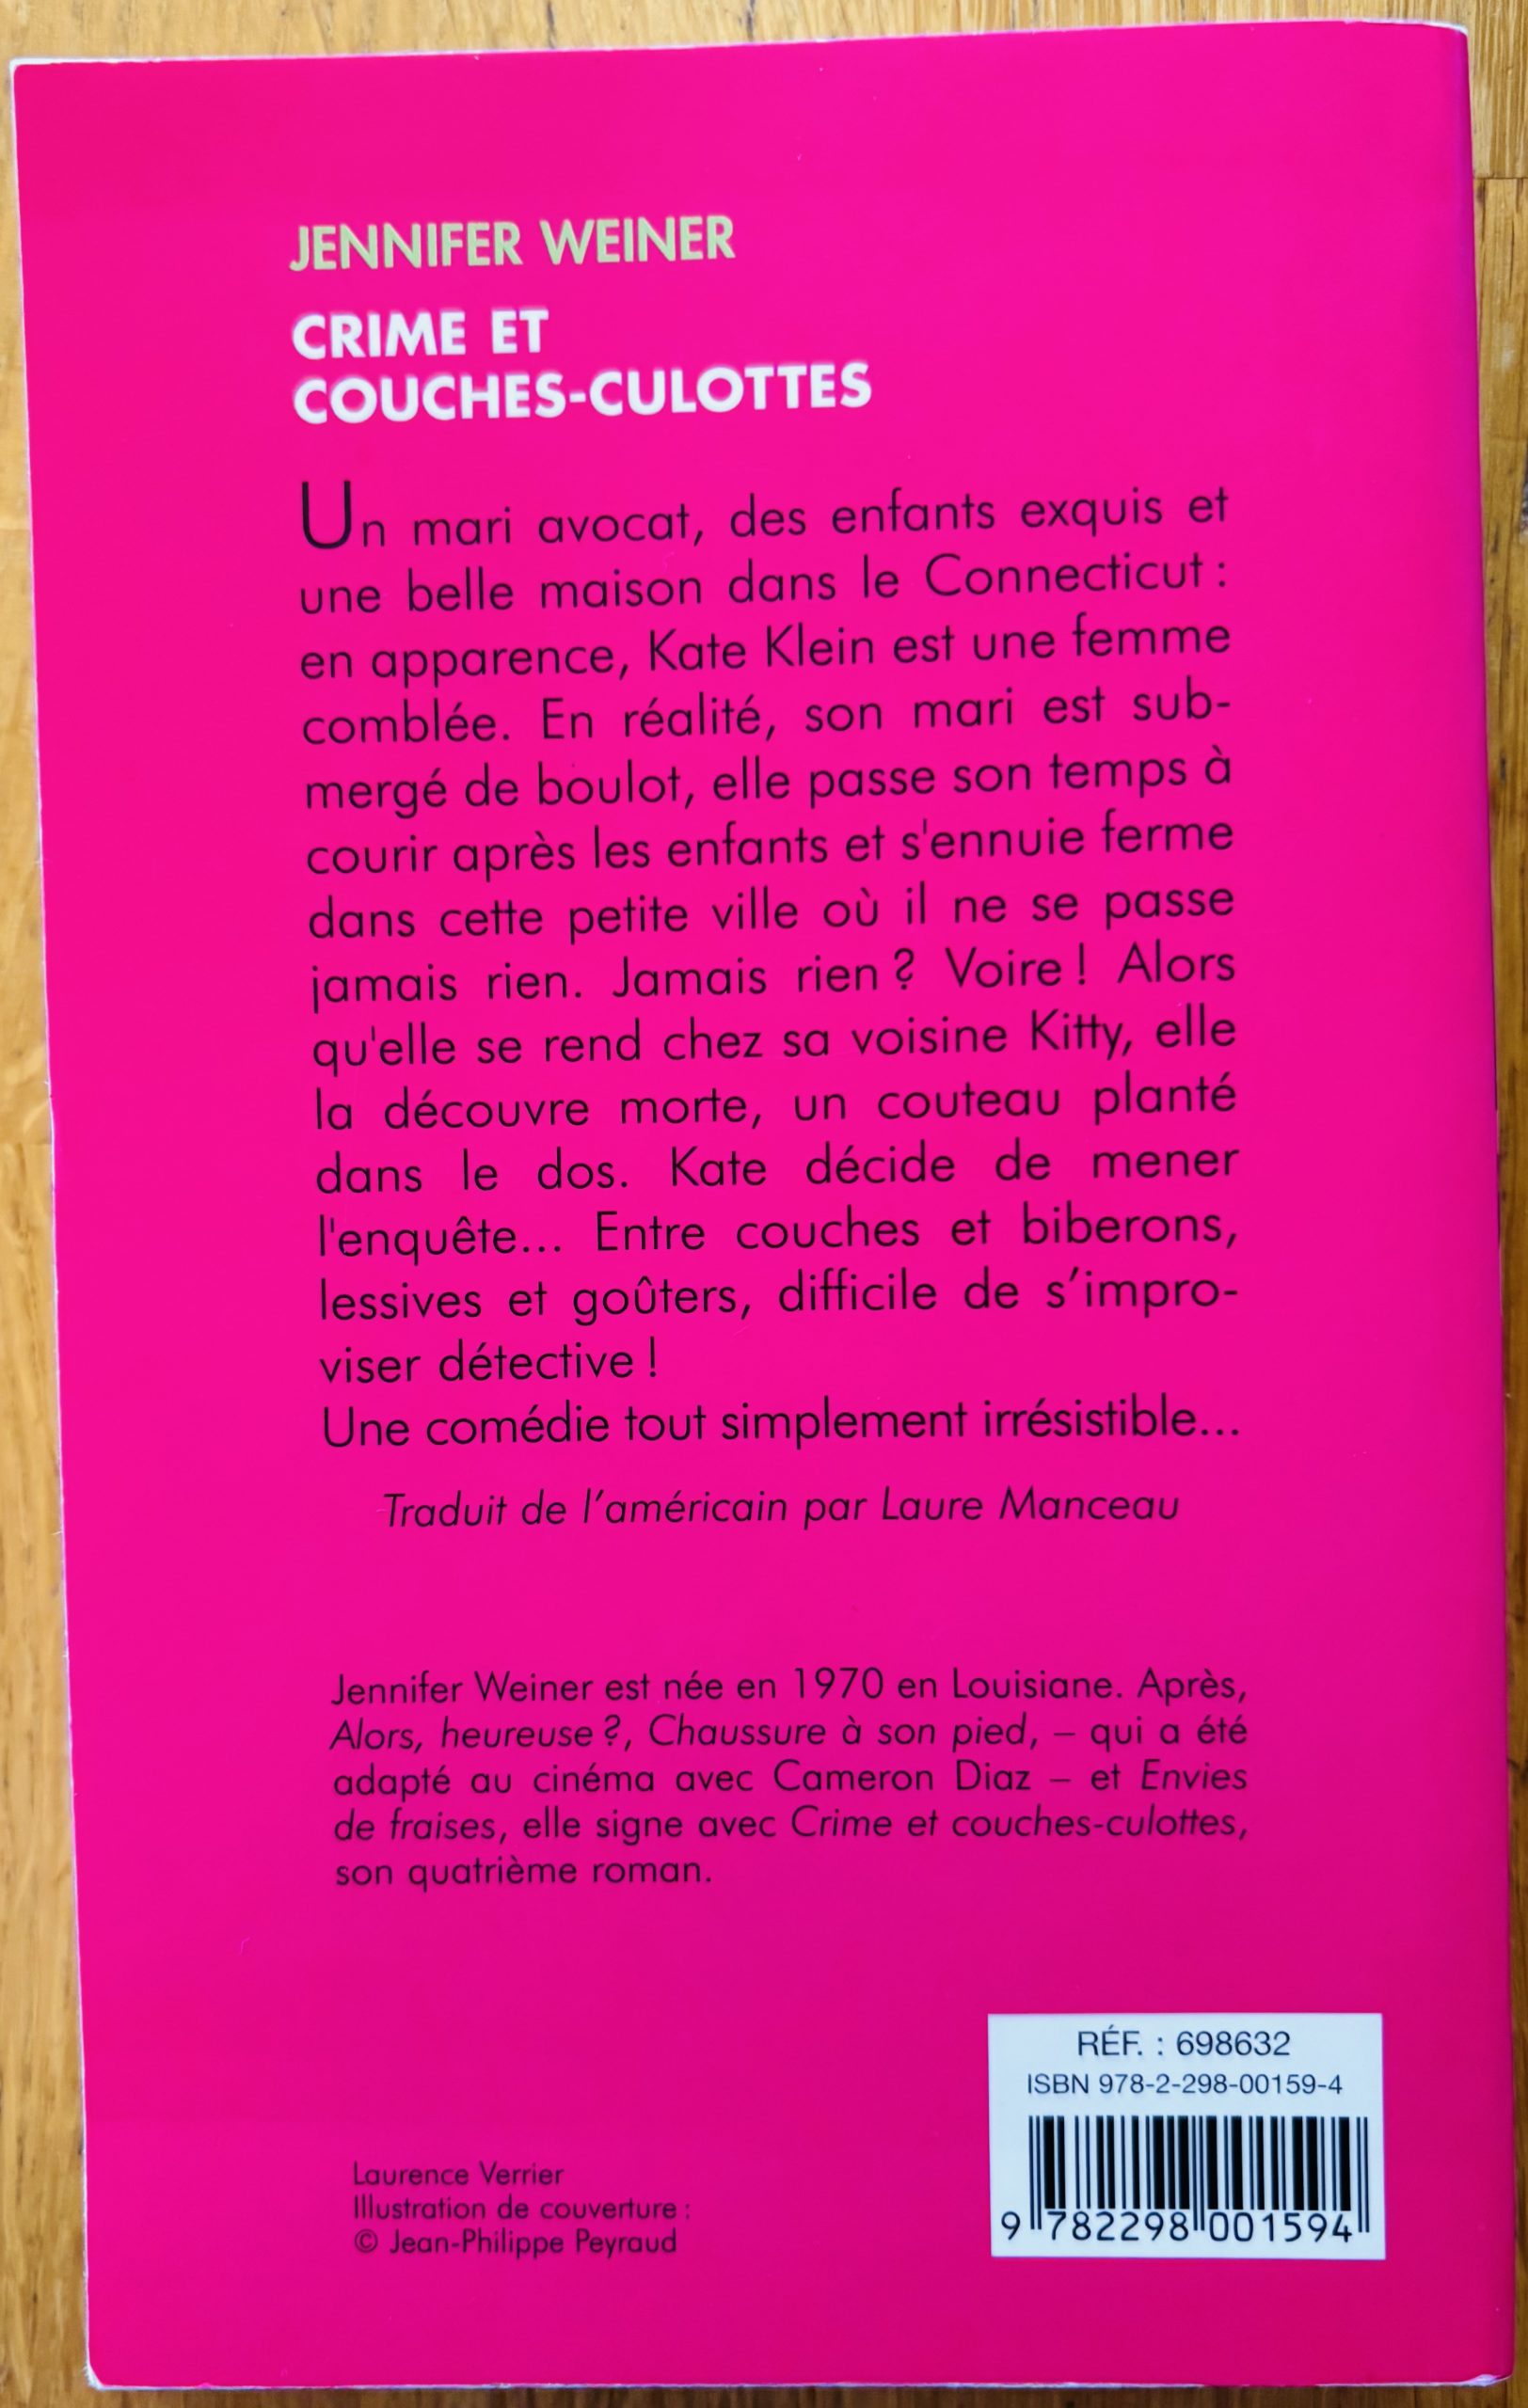 JENNIFER WEINER
CRIME ET
COUCHES-CULOTTES
Un mari avocat, des enfants exquis et
une belle maison dans le Connecticut :
en apparence, Kate Klein est une femme
comblée. En réalité, son mari est sub-
mergé de boulot, elle passe son temps à
courir après les enfants et s'ennuie ferme
dans cette petite ville où il ne se passe
jamais rien. Jamais rien ? Voire ! Alors
qu'elle se rend chez sa voisine Kitty, elle
la découvre morte, un couteau planté
dans le dos. Kate décide de mener
l'enquête... Entre couches et biberons,
lessives et goûters, difficile de s’impro-
viser détective !
Une comédie tout simplement irrésistible...
Traduit de l’américain par Laure Manceau
Jennifer Weiner est née en 1970 en Louisiane. Après,
Alors, heureuse ?, Chaussure à son pied, – qui a été
adapté au cinéma avec Cameron Diaz – et Envies
de fraises, elle signe avec Crime et couches-culottes,
son quatrième roman.
Laurence Verrier
Illustration de couverture :
© Jean-Philippe Peyraud
RÉF. : 698632
ISBN 978-2-298-00159-4
9 782298 001594